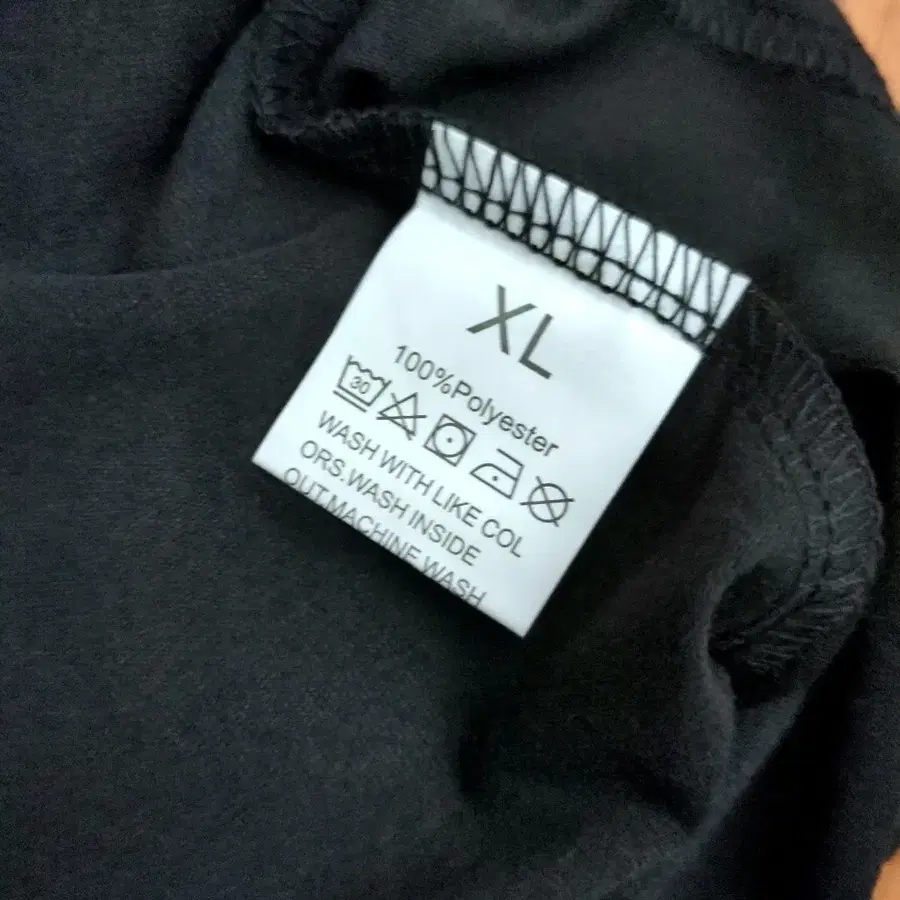 XL
100%Polyester
30
WASH WITH LIKE COL
ORS.WASH INSIDE
OUT.MACHINE WASH